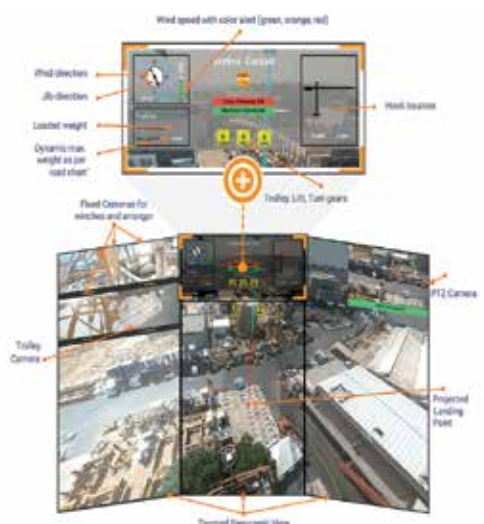 Wind speed with color alert (green, orange, red)
Wind direction
Jib direction
Loaded weight
Dynamic max.
weight as per
load chart
Hook location
Trolley, Lift, Turn gears
Fixed Cameras for
winches and
PTZ Camera
Trolley
Camera
Projected
Landing
Point
Panoramic View